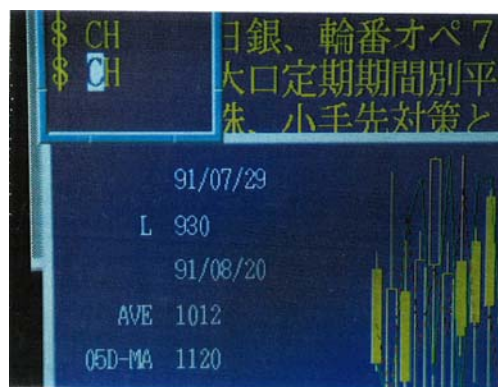 $ CH
$ CH
日銀、輪番オペ7
大口定期期間別平
株、小手先対策と
91/07/29
L 930
91/08/20
AVE 1012
05D-MA 1120